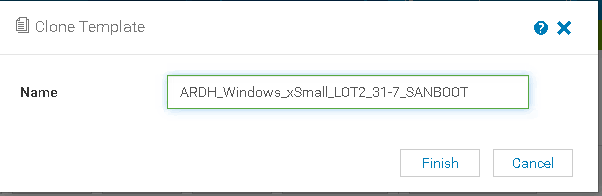 Clone Template
Name
ARDH_Windows_xSmall_LOT2_31-7_SANBOOT
Finish
Cancel